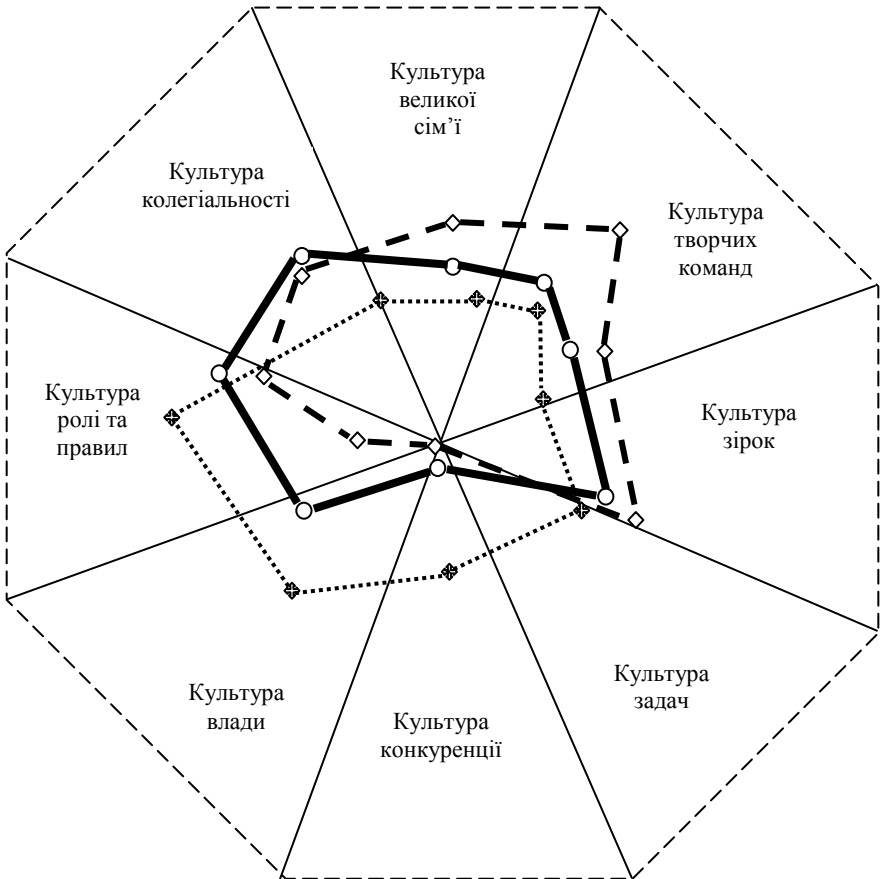 Культура
великої
сім’ї
Культура
колегіальності
Культура
творчих
команд
Культура
ролі та
правил
Культура
зірок
Культура
влади
Культура
конкуренції
Культура
задач